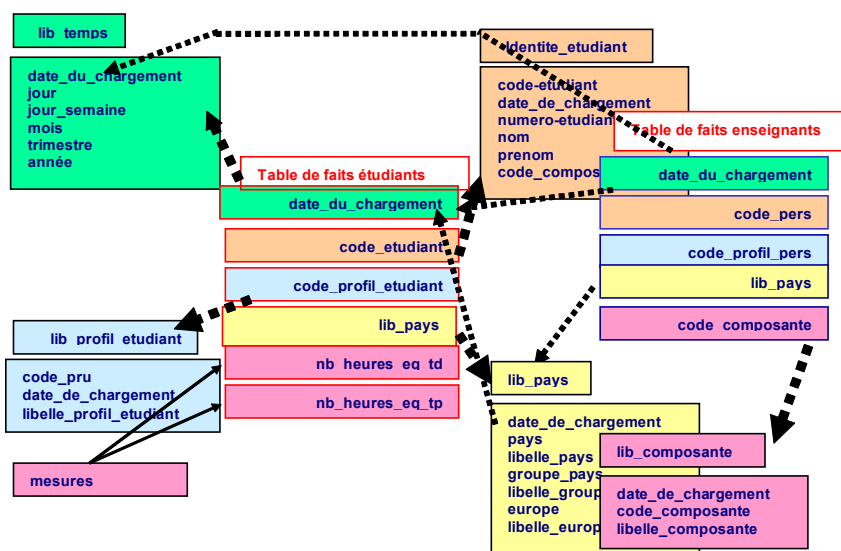 lib_temps
date_du_chargement
jour
jour_semaine
mois
trimestre
année
Identite_etudiant
code-etudiant
date_de_chargement
numero-etudian
nom
prenom
code_compos
Table de faits enseignants
date_du_chargement
code_pers
code_profil_pers
lib_pays
code_composante
Table de faits étudiants
date_du_chargement
code_etudiant
code_profil_etudiant
lib_pays
nb_heures_eq_td
nb_heures_eq_tp
lib_profil_etudiant
code_pru
date_de_chargement
libelle_profil_etudiant
mesures
lib_pays
date_de_chargement
pays
libelle_pays
groupe_pays
libelle_group
europe
libelle_europ
lib_composante
date_de_chargement
code_composante
libelle_composante